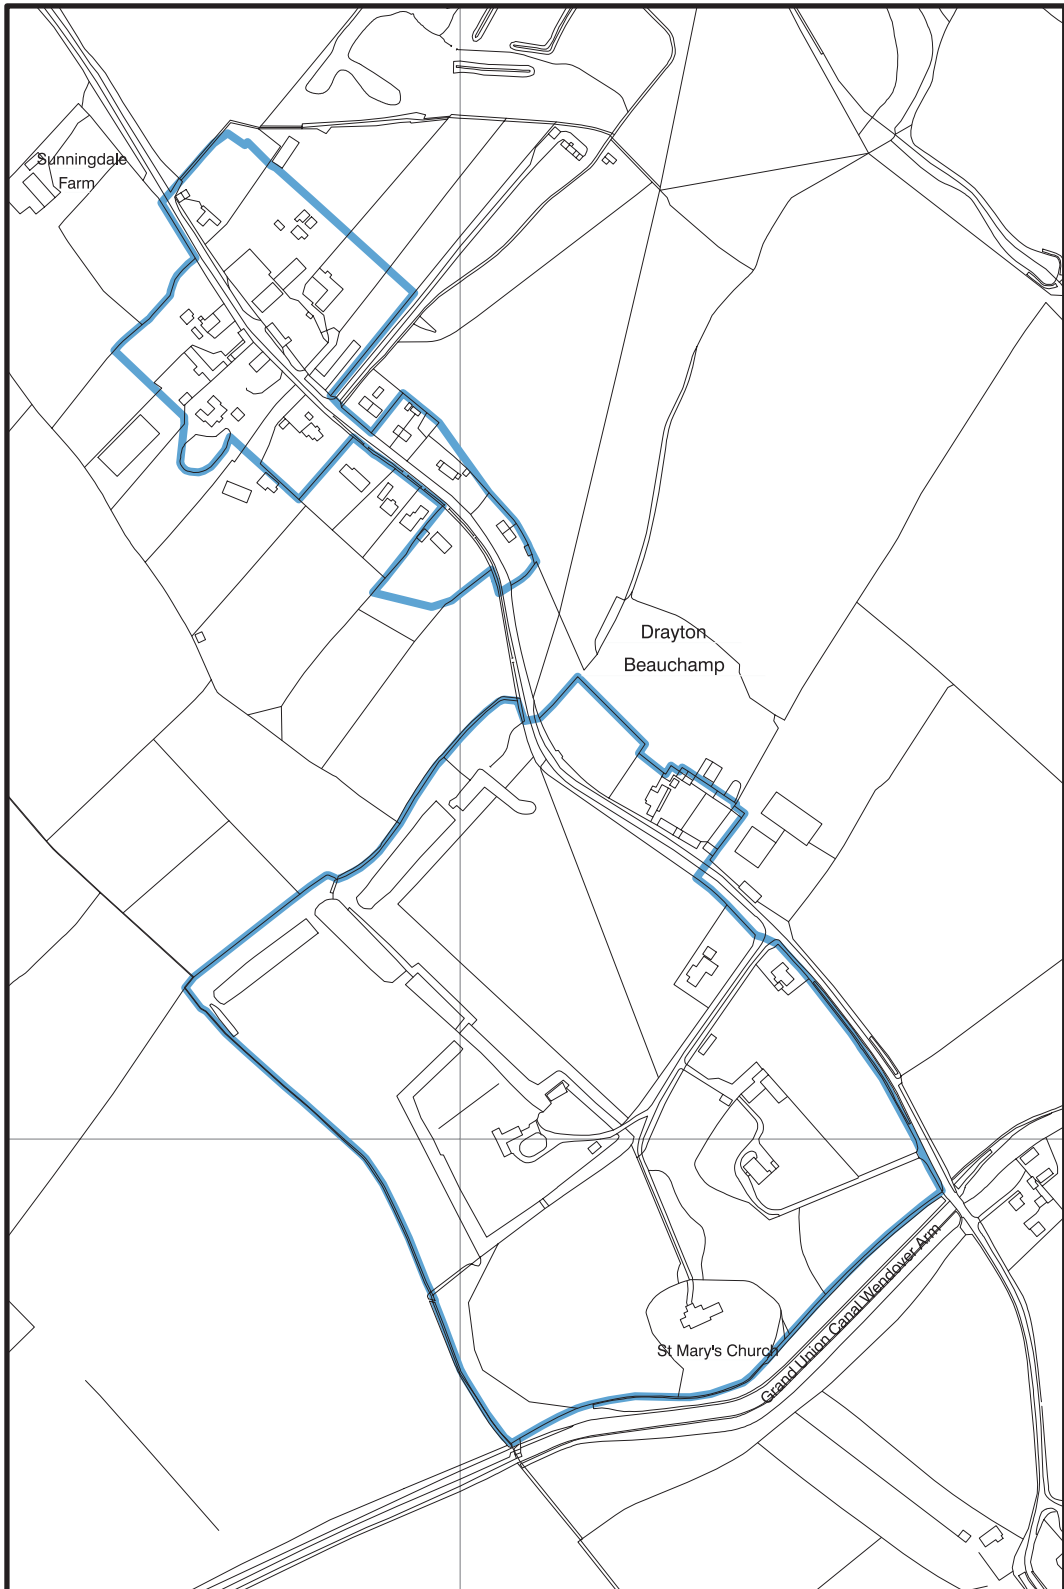 Sunningdale
Farm
Drayton
Beauchamp
St Mary's Church
Grand Union Canal Wendover Arm